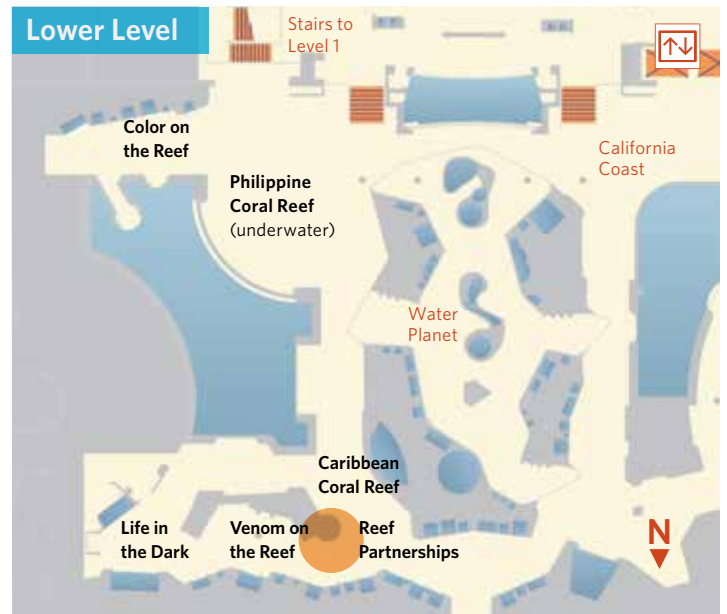 Lower Level
Stairs to
Level 1
Color on
the Reef
California
Coast
Philippine
Coral Reef
(underwater)
Water
Planet
Caribbean
Coral Reef
Life in
the Dark
Venom on
the Reef
Reef
Partnerships
N